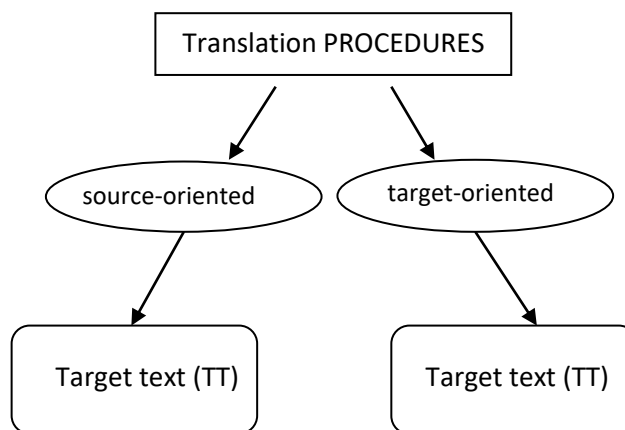 Translation PROCEDURES
source-oriented
target-oriented
Target text (TT)
Target text (TT)